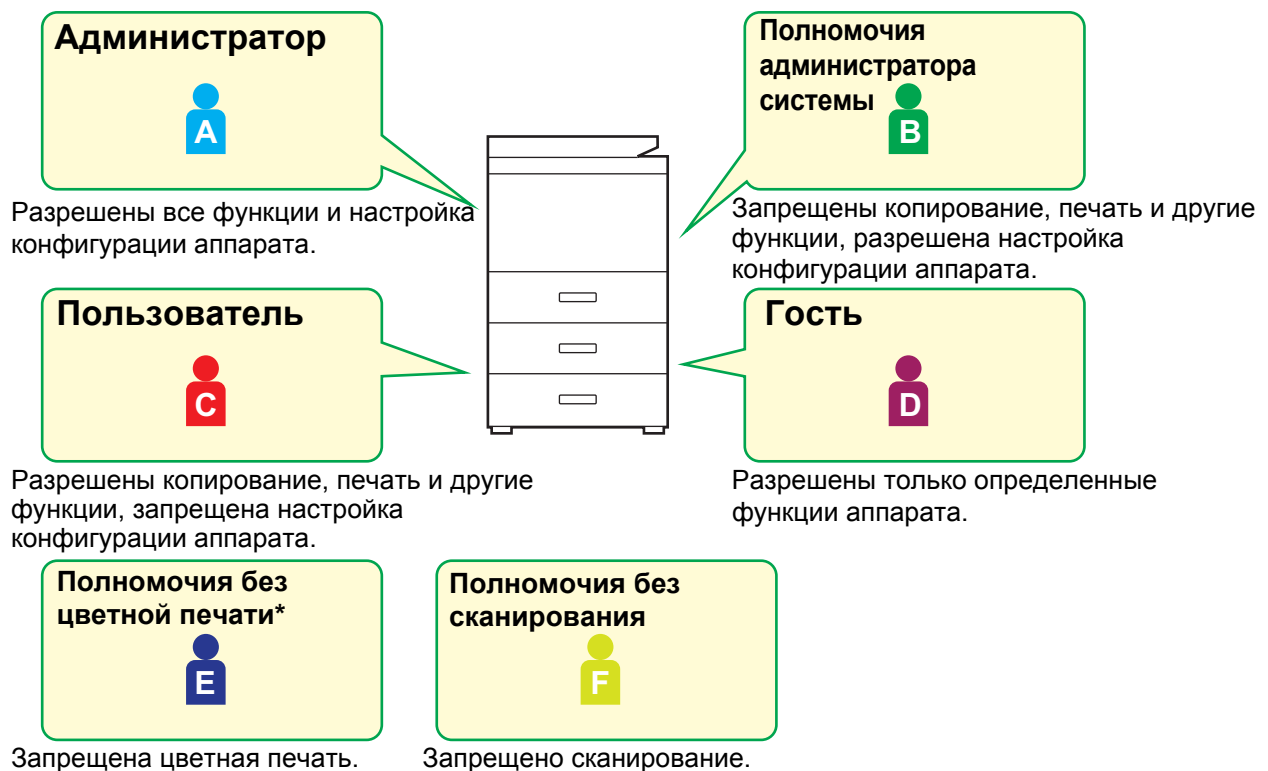 Администратор
A
Разрешены все функции и настройка
конфигурации аппарата.
Полномочия
администратора
системы
B
Запрещены копирование, печать и другие
функции, разрешена настройка
конфигурации аппарата.
Пользователь
C
Разрешены копирование, печать и другие
функции, запрещена настройка
конфигурации аппарата.
Гость
D
Разрешены только определенные
функции аппарата.
Полномочия без
цветной печати*
E
Запрещена цветная печать.
Полномочия без
сканирования
F
Запрещено сканирование.